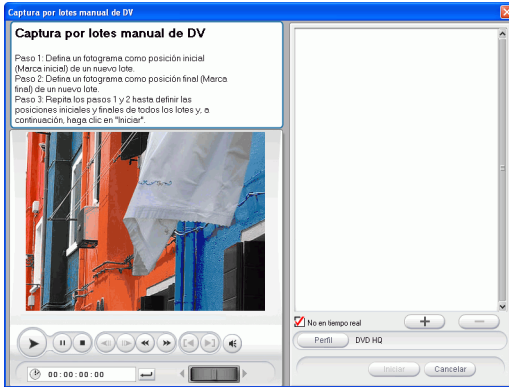 Captura por lotes manual de DV
Captura por lotes manual de DV
Paso 1: Defina un fotograma como posición inicial
(Marca inicial) de un nuevo lote.
Paso 2: Defina un fotograma como posición final (Marca
final) de un nuevo lote.
Paso 3: Repita los pasos 1 y 2 hasta definir las
posiciones iniciales y finales de todos los lotes y, a
continuación, haga clic en "Iniciar".
No en tiempo real
Perfil DVD HQ
00:00:00:00
Iniciar Cancelar